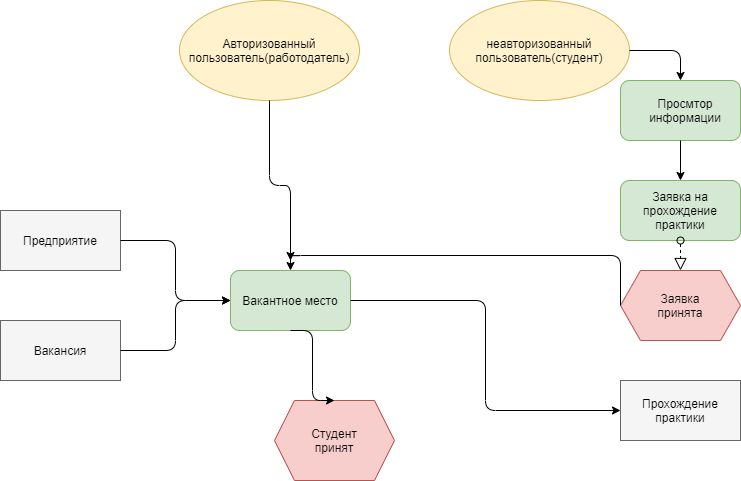 Авторизованный
пользователь(работодатель)
неавторизованный
пользователь(студент)
Просмтор
информации
Заявка на
прохождение
практики
Предприятие
Вакантное место
Заявка
принята
Вакансия
Студент
принят
Прохождение
практики